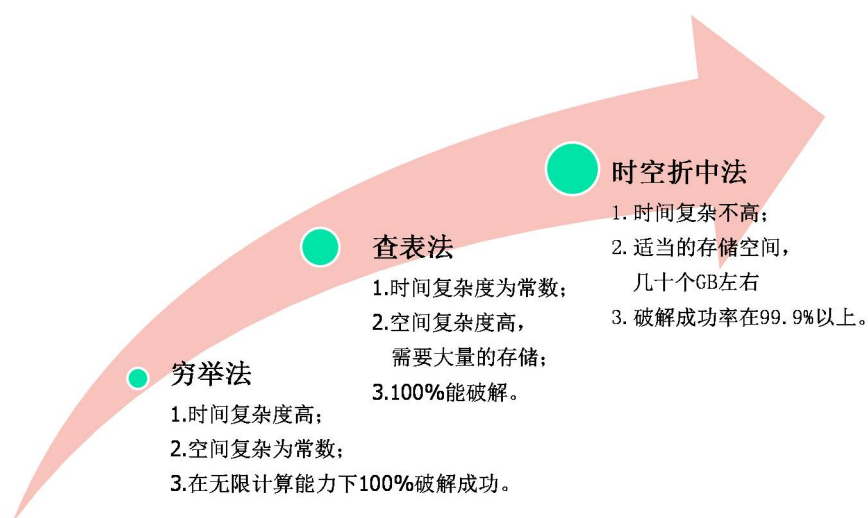 时空折中法
1. 时间复杂不高;
2. 适当的存储空间,
几十个GB左右
3. 破解成功率在99.9%以上。
查表法
1.时间复杂度为常数;
2.空间复杂度高,
需要大量的存储;
3.100%能破解。
穷举法
1.时间复杂度高;
2.空间复杂为常数;
3.在无限计算能力下100%破解成功。